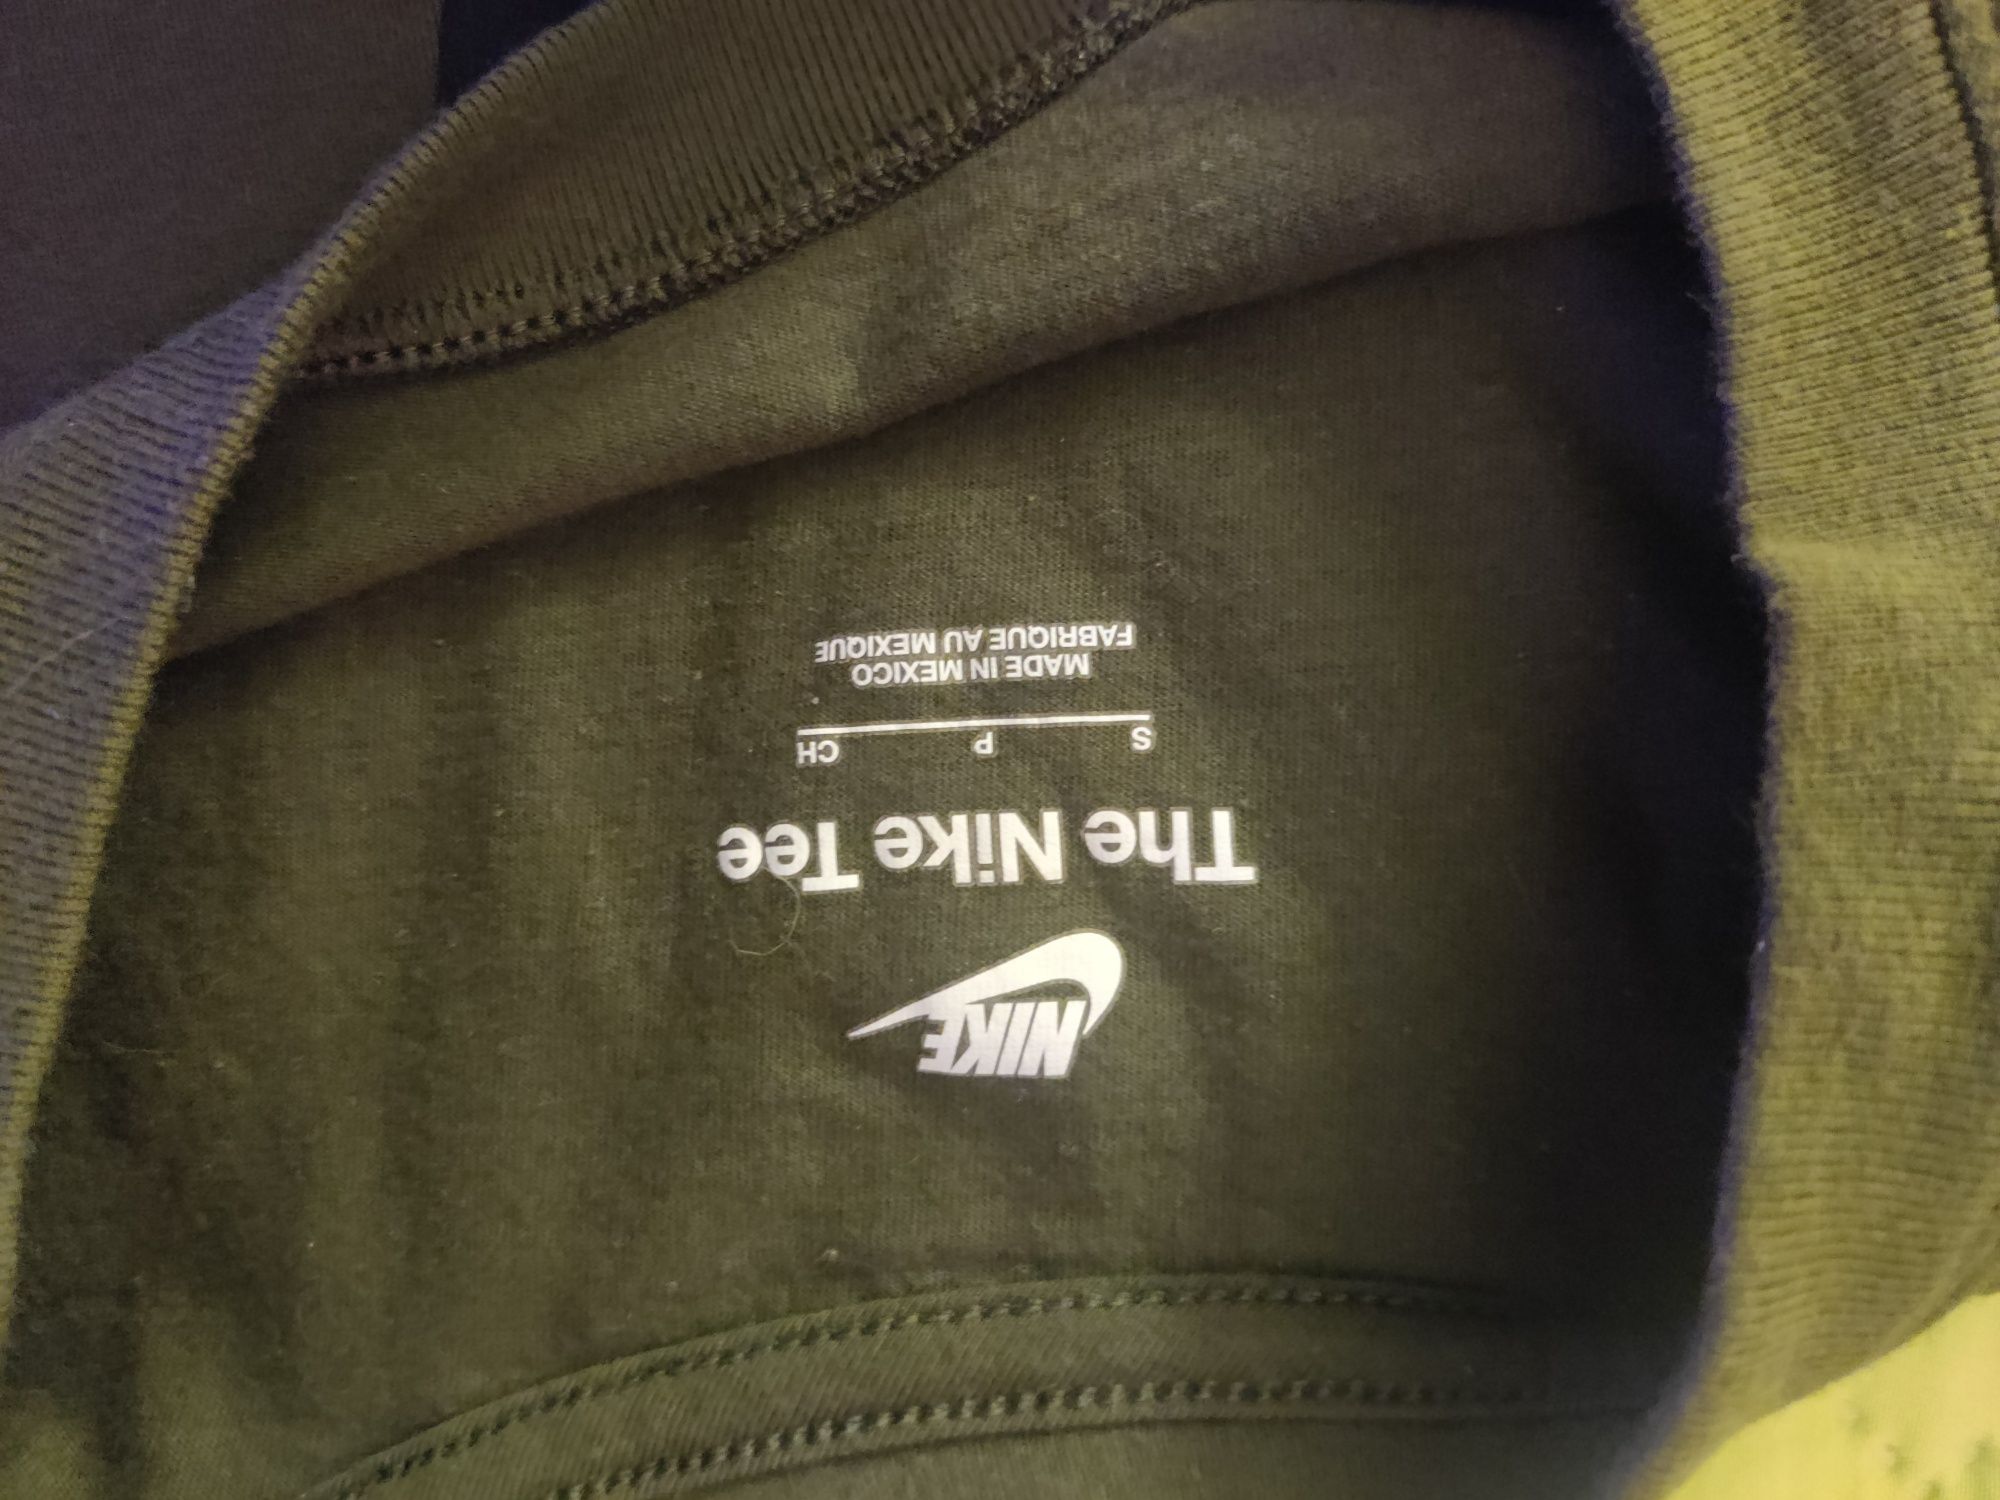 NIKE
The Nike Tee
S P CH
MADE IN MEXICO
FABRIQUE AU MEXIQUE